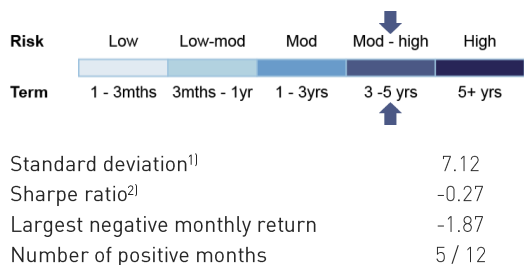 Risk Low Low-mod Mod Mod - high High
Term 1 - 3mths 3mths - 1yr 1 - 3yrs 3 -5 yrs 5+ yrs
Standard deviation1) 7.12
Sharpe ratio2) -0.27
Largest negative monthly return -1.87
Number of positive months 5 / 12